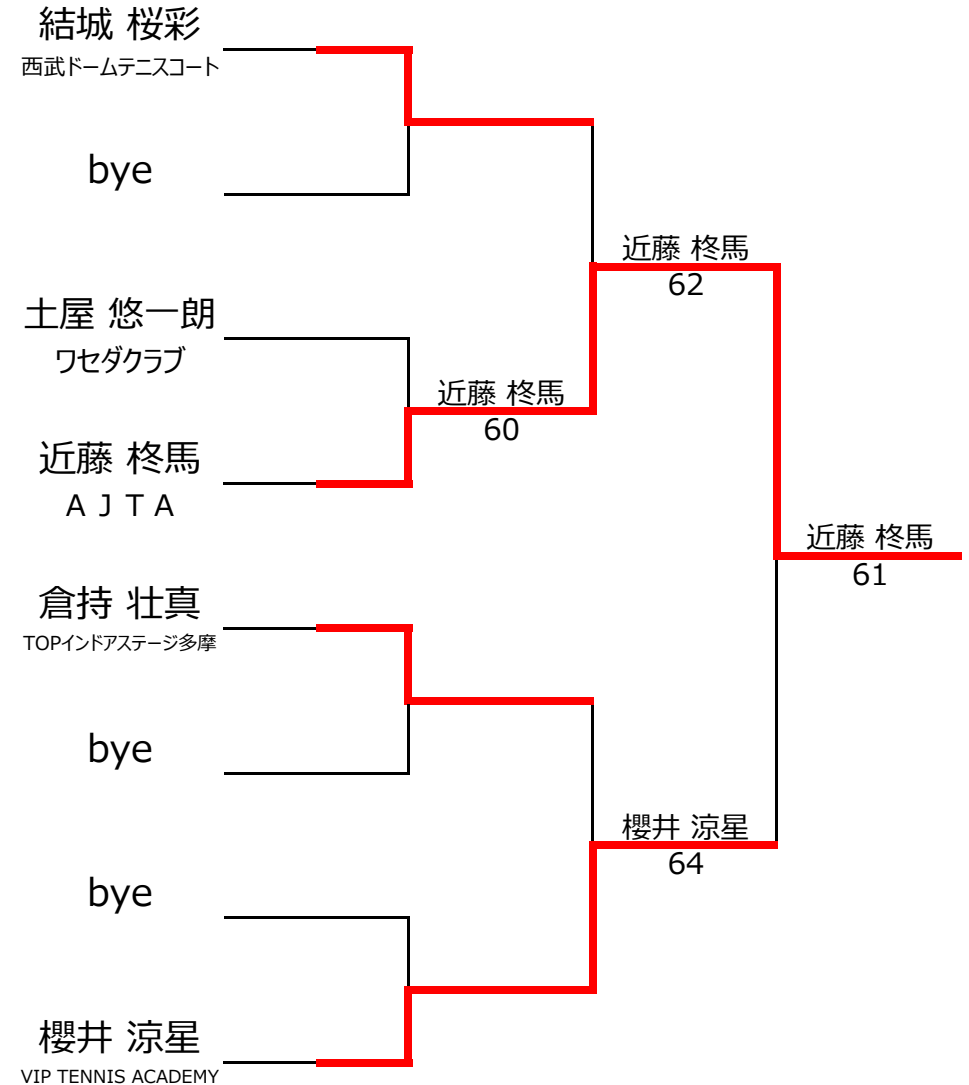 結城 桜彩
西武ドームテニスコート
bye
土屋 悠一朗
ワセダクラブ
近藤 柊馬
ＡＪＴＡ
倉持 壮真
TOPインドアステージ多摩
bye
bye
櫻井 涼星
VIP TENNIS ACADEMY
近藤 柊馬
60
近藤 柊馬
62
櫻井 涼星
64
近藤 柊馬
61